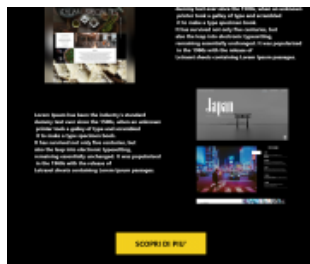 dummy text ever since the 1500s, when an unknown
printer took a galley of type and scrambled
it to make a type specimen book.
It has survived not only five centuries, but
also the leap into electronic typesetting,
remaining essentially unchanged. It was popularised
in the 1960s with the release of
Letraset sheets containing Lorem Ipsum passages.
Japan
Lorem Ipsum has been the industry's standard
dummy text ever since the 1500s, when an unknown
printer took a galley of type and scrambled
it to make a type specimen book.
It has survived not only five centuries, but
also the leap into electronic typesetting,
remaining essentially unchanged. It was popularised
in the 1960s with the release of
Letraset sheets containing Lorem Ipsum passages.
SCOPRI DI PIU'